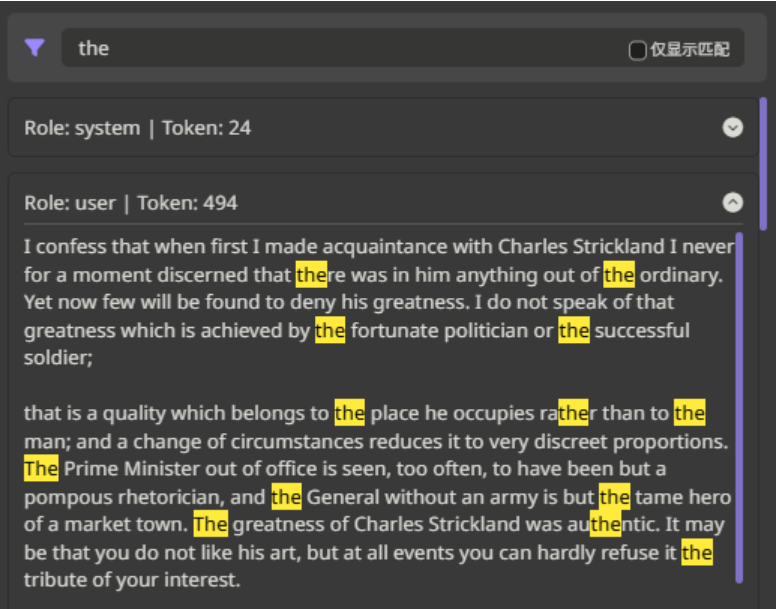 the
仅显示匹配
Role: system | Token: 24
Role: user | Token: 494
I confess that when first I made acquaintance with Charles Strickland I never
for a moment discerned that there was in him anything out of the ordinary.
Yet now few will be found to deny his greatness. I do not speak of that
greatness which is achieved by the fortunate politician or the successful
soldier;
that is a quality which belongs to the place he occupies rather than to the
man; and a change of circumstances reduces it to very discreet proportions.
The Prime Minister out of office is seen, too often, to have been but a
pompous rhetorician, and the General without an army is but the tame hero
of a market town. The greatness of Charles Strickland was authentic. It may
be that you do not like his art, but at all events you can hardly refuse it the
tribute of your interest.